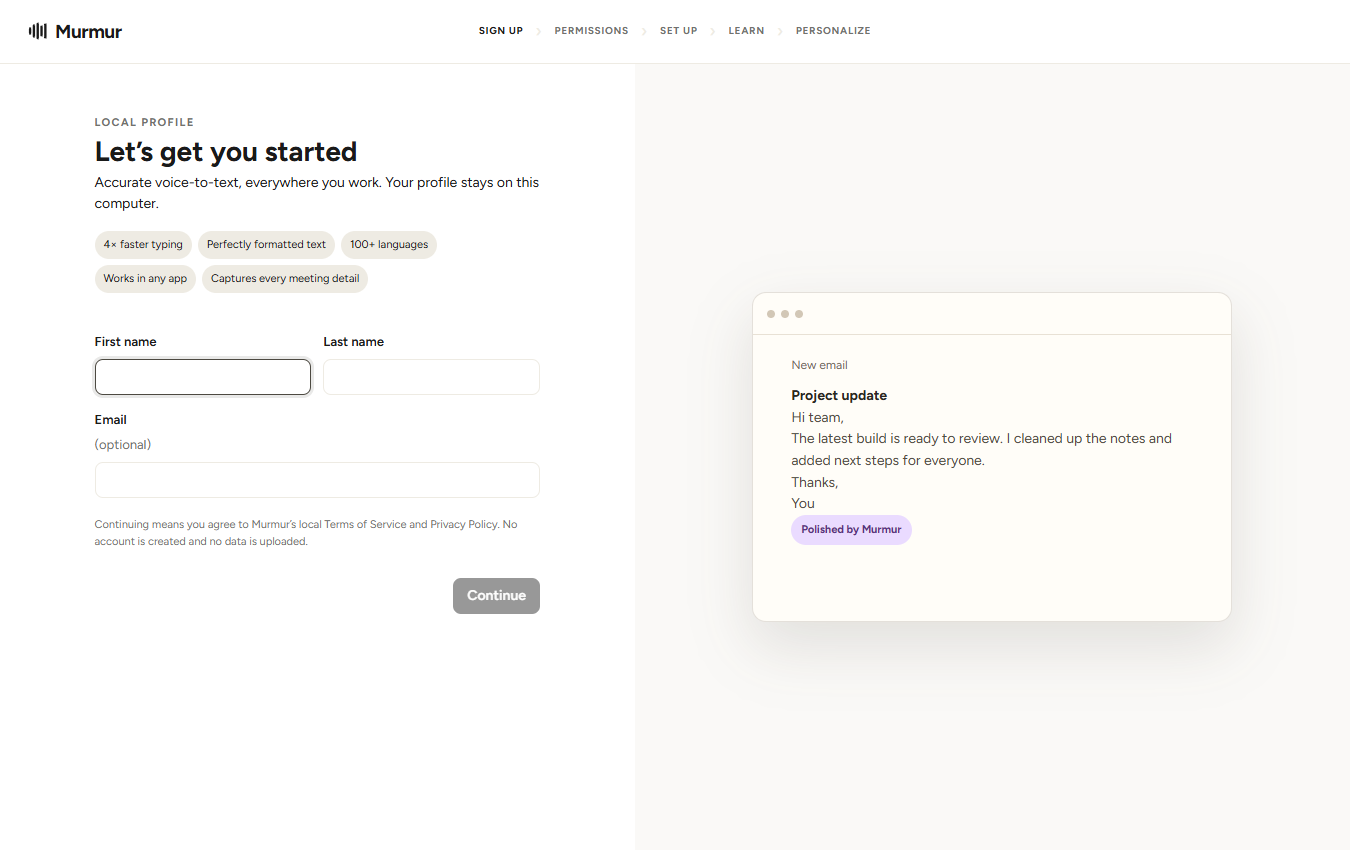 Murmur
SIGN UP
PERMISSIONS
SET UP
LEARN
PERSONALIZE
LOCAL PROFILE
Let’s get you started
Accurate voice-to-text, everywhere you work. Your profile stays on this
computer.
4× faster typing
Perfectly formatted text
100+ languages
Works in any app
Captures every meeting detail
First name
Last name
Email
(optional)
Continuing means you agree to Murmur’s local Terms of Service and Privacy Policy. No
account is created and no data is uploaded.
Continue
New email
Project update
Hi team,
The latest build is ready to review. I cleaned up the notes and
added next steps for everyone.
Thanks,
You
Polished by Murmur